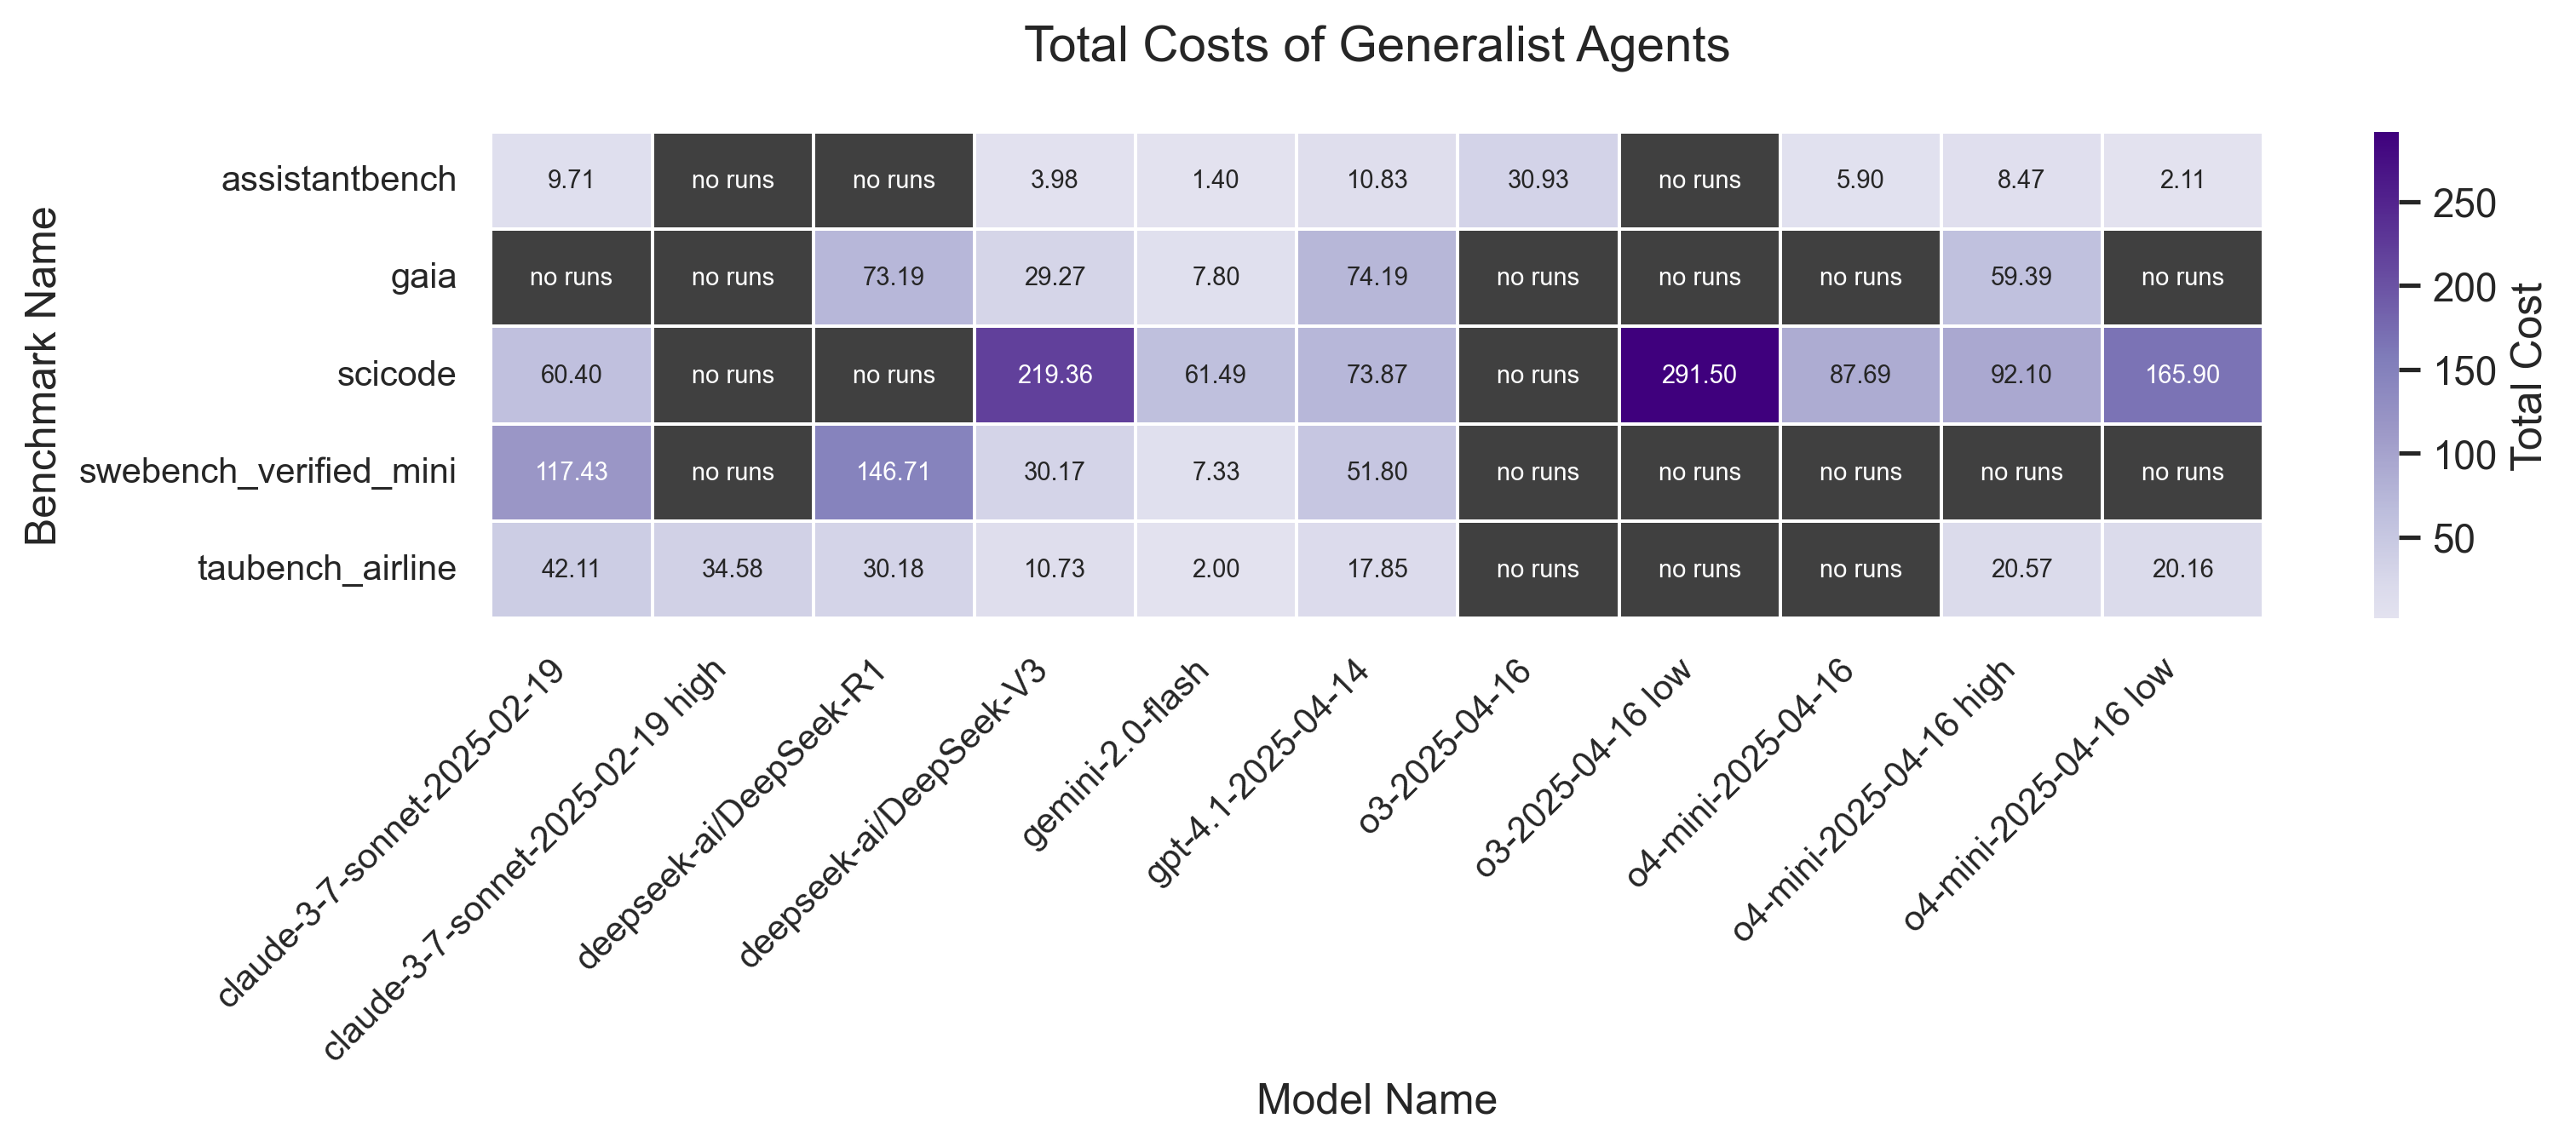 Total Costs of Generalist Agents
Benchmark Name
assistantbench 9.71 no runs no runs 3.98 1.40 10.83 30.93 no runs 5.90 8.47 2.11
gaia no runs no runs 73.19 29.27 7.80 74.19 no runs no runs no runs 59.39 no runs
scicode 60.40 no runs no runs 219.36 61.49 73.87 no runs 291.50 87.69 92.10 165.90
swebench_verified_mini 117.43 no runs 146.71 30.17 7.33 51.80 no runs no runs no runs no runs no runs
taubench_airline 42.11 34.58 30.18 10.73 2.00 17.85 no runs no runs no runs 20.57 20.16
claude-3-7-sonnet-2025-02-19
claude-3-7-sonnet-2025-02-19 high
deepseek-ai/DeepSeek-R1
deepseek-ai/DeepSeek-V3
gemini-2.0-flash
gpt-4.1-2025-04-14
o3-2025-04-16
o3-2025-04-16 low
o4-mini-2025-04-16
o4-mini-2025-04-16 high
o4-mini-2025-04-16 low
Model Name
250
200
150
100
50
Total Cost